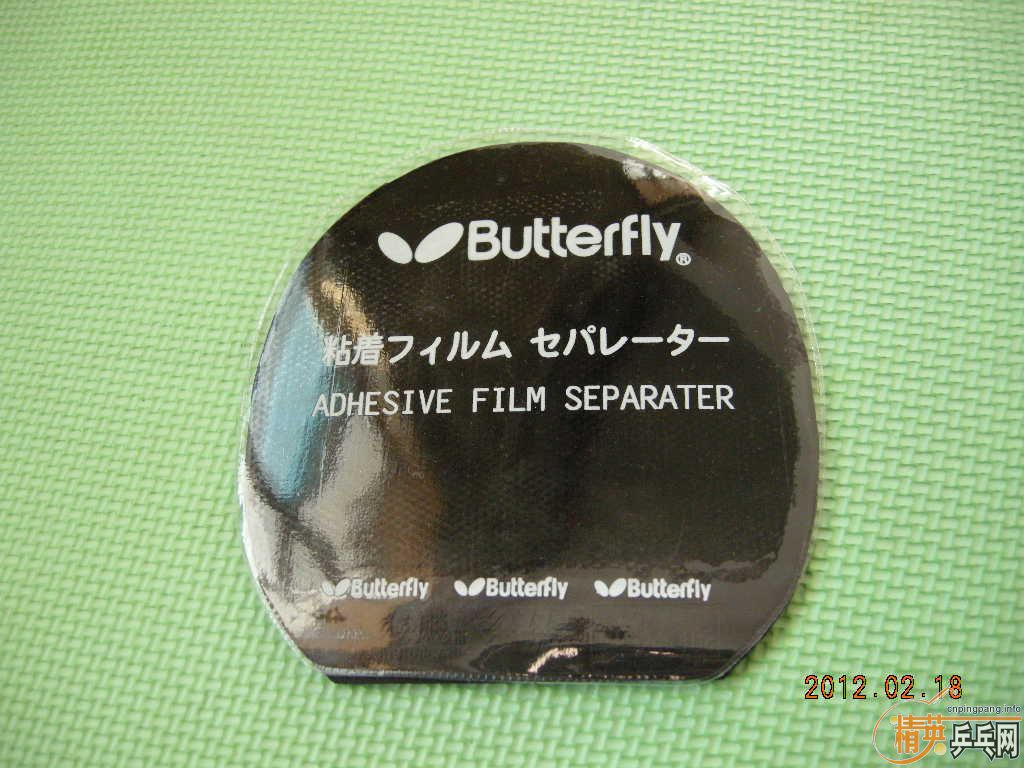 Butterfly®
粘着フィルム セパレーター
ADHESIVE FILM SEPARATER
Butterfly Butterfly Butterfly
2012.02.18
cnpingpang.info
精英乒乓网